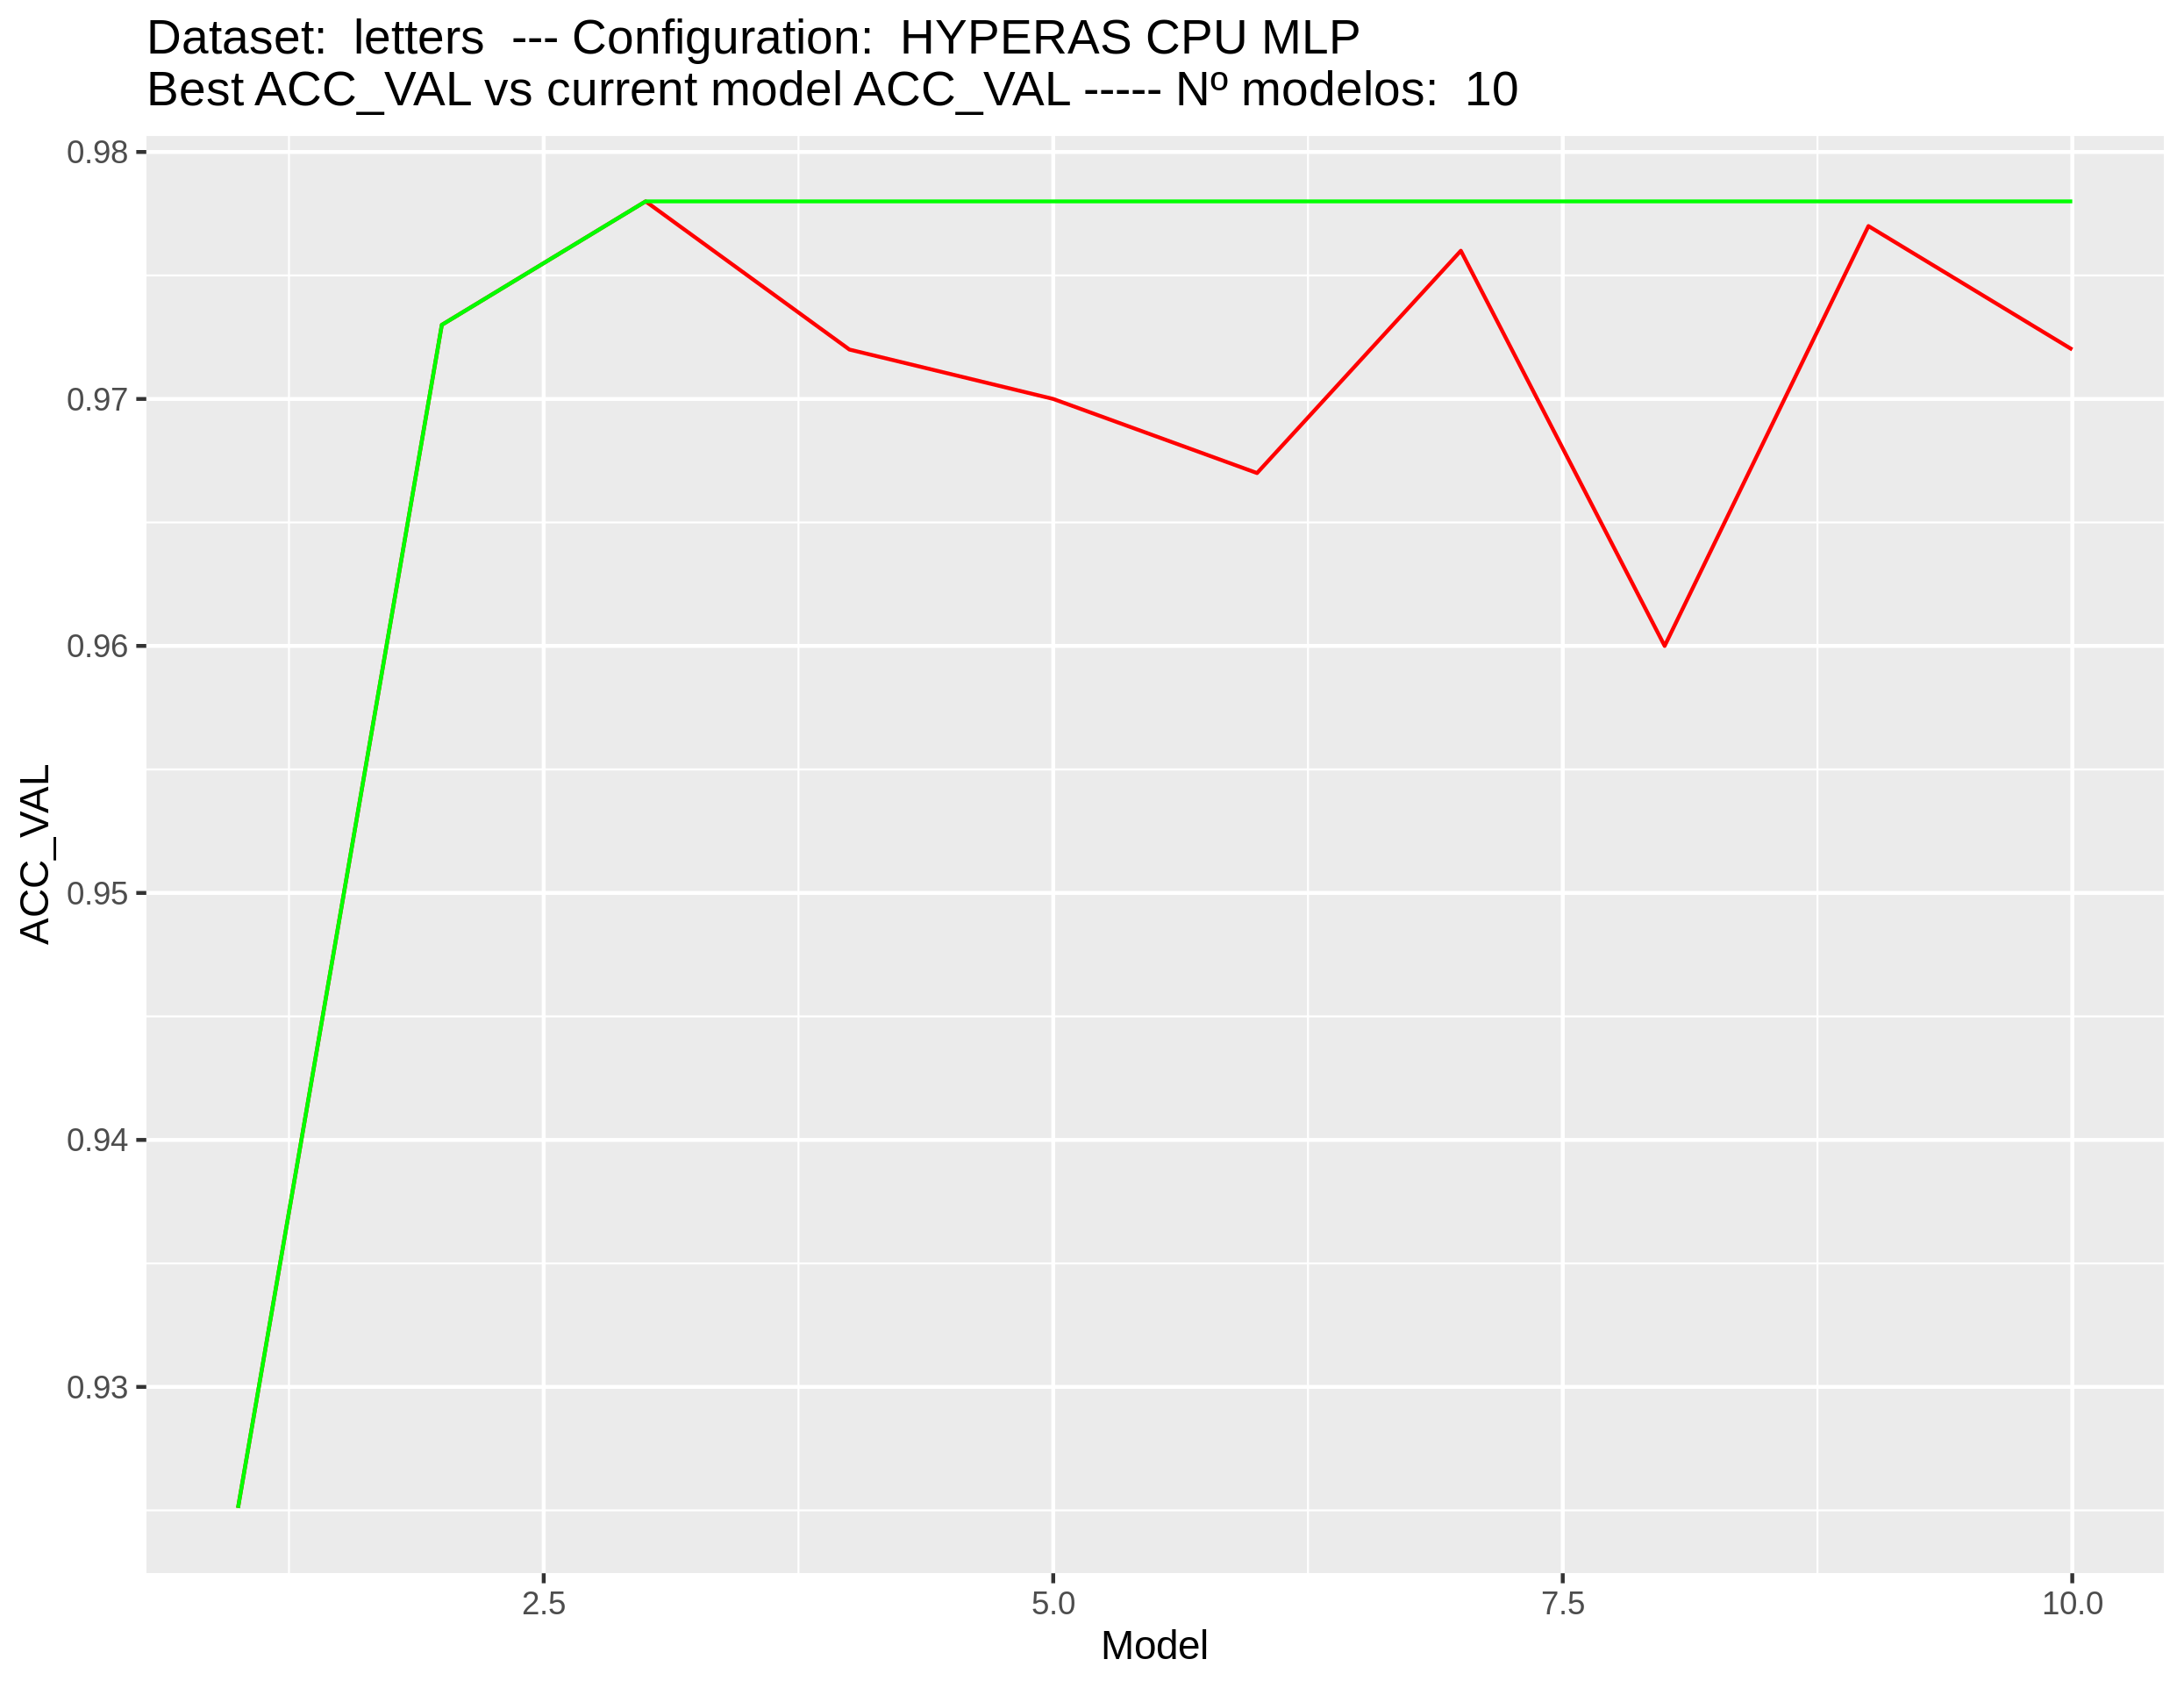 Dataset:  letters  --- Configuration:  HYPERAS CPU MLP
Best ACC_VAL vs current model ACC_VAL ----- Nº modelos:  10
0.98
0.97
0.96
0.95
0.94
0.93
ACC_VAL
2.5 5.0 7.5 10.0
Model